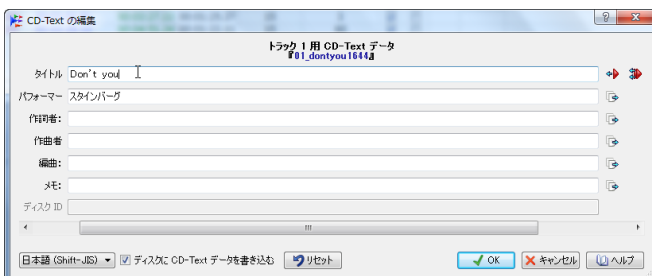 CD-Text の編集
トラック 1 用 CD-Text データ
『01_dontyou1644』
タイトル Don't you
パフォーマー スタインバーグ
作詞者:
作曲者
編曲:
メモ:
ディスク ID
日本語 (Shift-JIS) ディスクに CD-Text データを書き込む リセット OK キャンセル ヘルプ